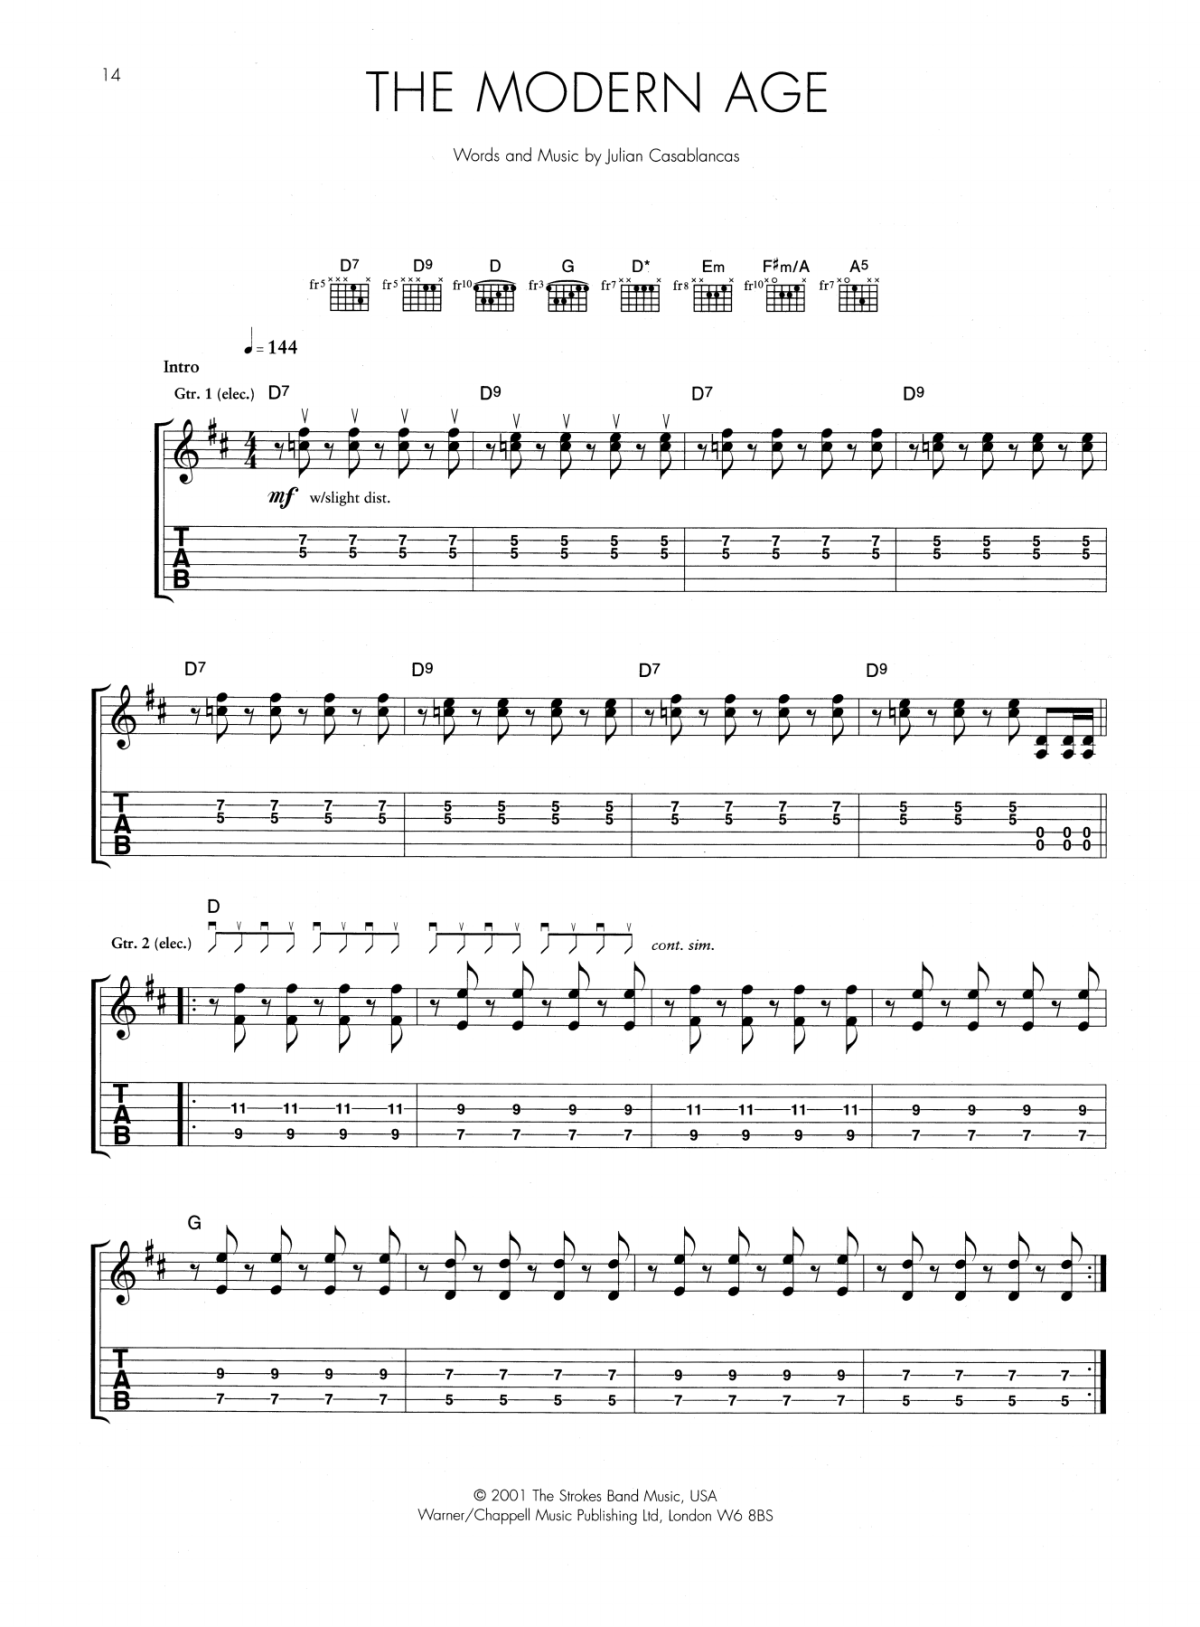 14
THE MODERN AGE
Words and Music by Julian Casablancas
D7 D9 D G D* Em F♯m/A A5
fr5 ×××× × fr5 ××× × fr10 fr3 fr7 ×× × fr8 ×× × fr10 ×o × fr7 ×o ××
♩ = 144
Intro
Gtr. 1 (elec.) D7 D9 D7 D9
4
4
mf w/slight dist.
T 7 7 7 7 5 5 5 5 7 7 7 7 5 5 5 5
A 5 5 5 5 5 5 5 5 5 5 5 5 5 5 5 5
B
D7 D9 D7 D9
T 7 7 7 7 5 5 5 5 7 7 7 7 5 5 5
A 5 5 5 5 5 5 5 5 5 5 5 5 5 5 5
0 0 0
B 0 0 0
D
Gtr. 2 (elec.) cont. sim.
T
A 11 11 11 11 9 9 9 9 11 11 11 11 9 9 9 9
B 9 9 9 9 7 7 7 7 9 9 9 9 7 7 7 7
G
T
A 9 9 9 9 7 7 7 7 9 9 9 9 7 7 7 7
B 7 7 7 7 5 5 5 5 7 7 7 7 5 5 5 5
© 2001 The Strokes Band Music, USA
Warner/Chappell Music Publishing Ltd, London W6 8BS